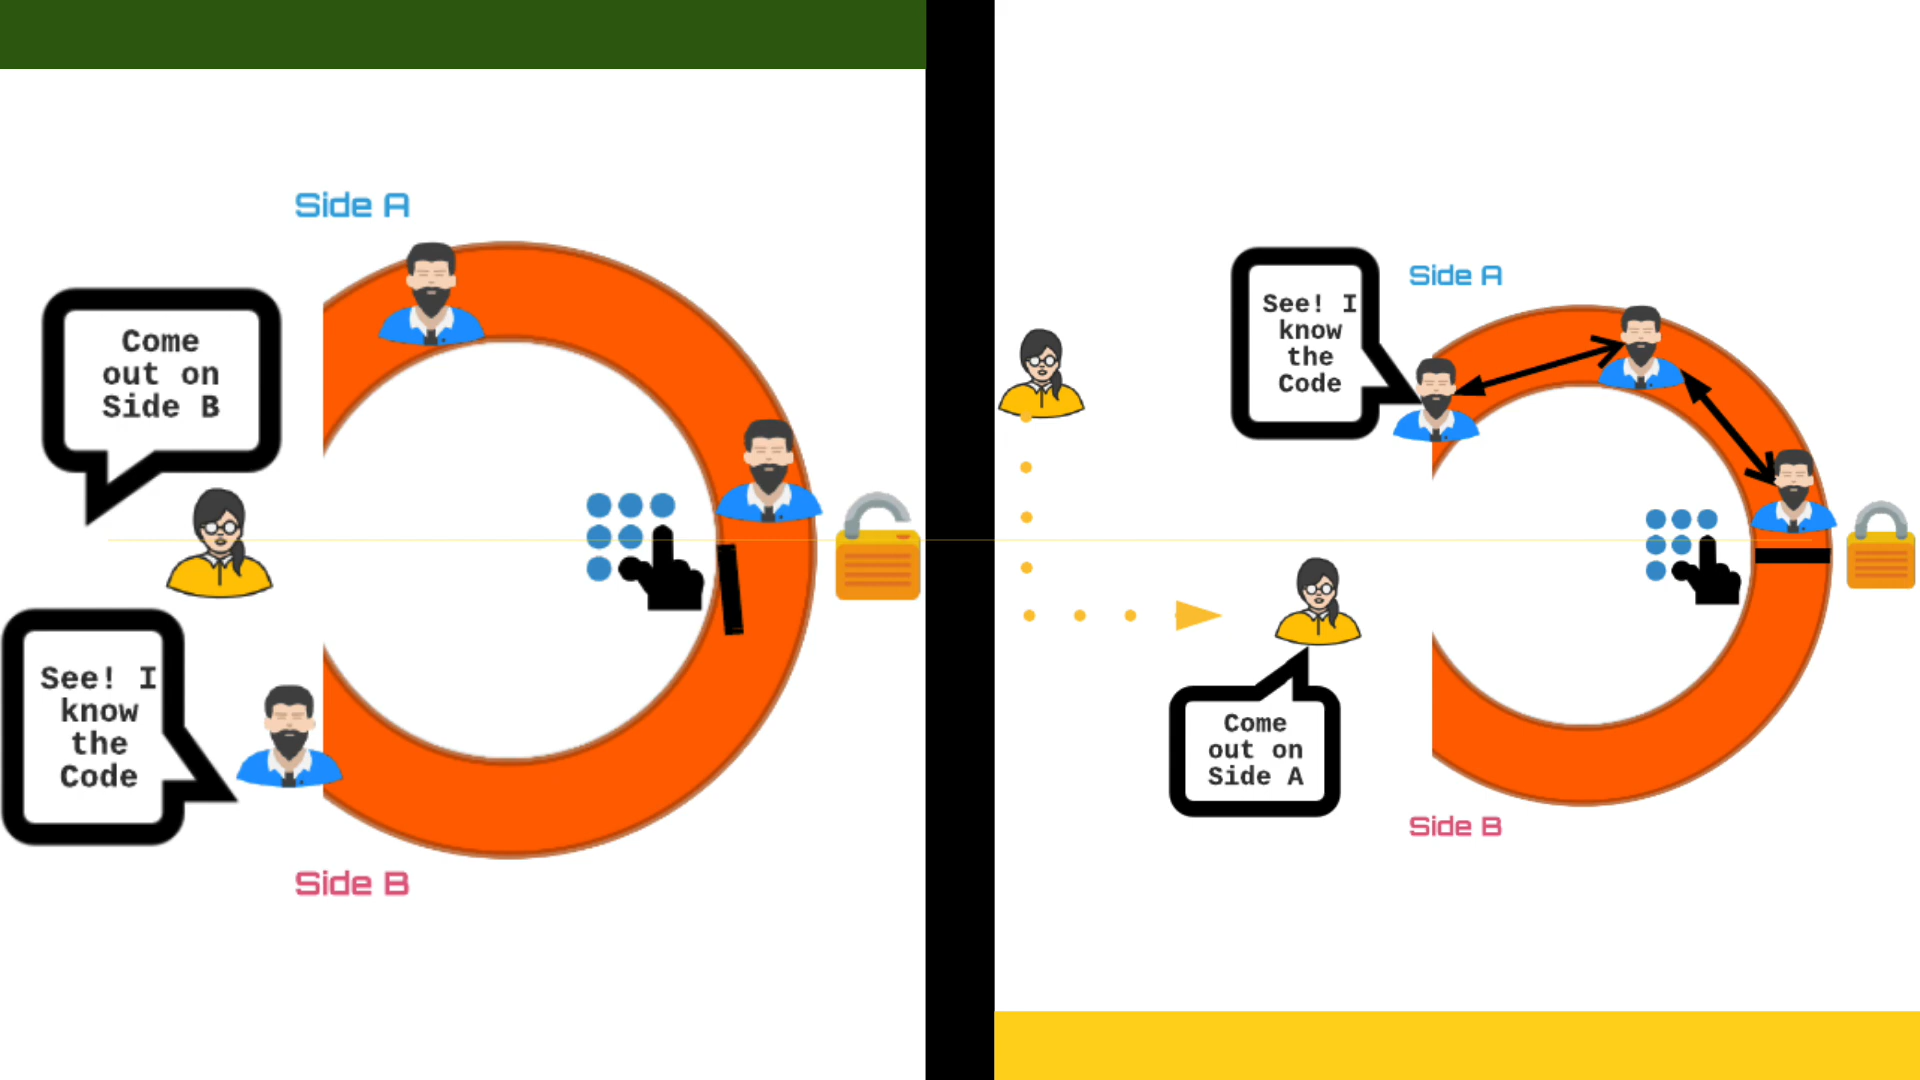 Side A
Come
out on
Side B
See! I
know
the
Code
Side B
Side A
See! I
know
the
Code
Come
out on
Side A
Side B